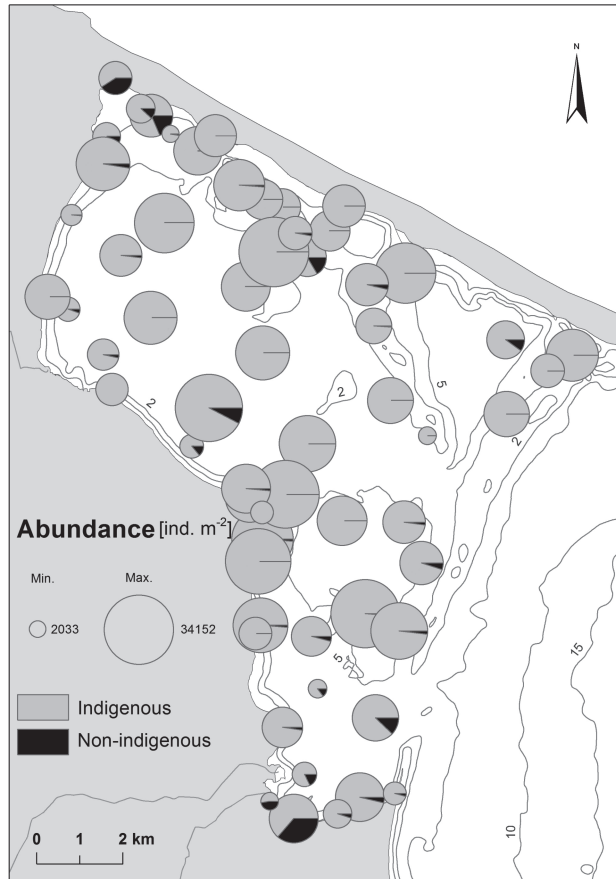 N
2
5
2
2
Abundance [ind. m-2]
Min. Max.
2033 34152
5
15
Indigenous
Non-indigenous
10
0 1 2 km